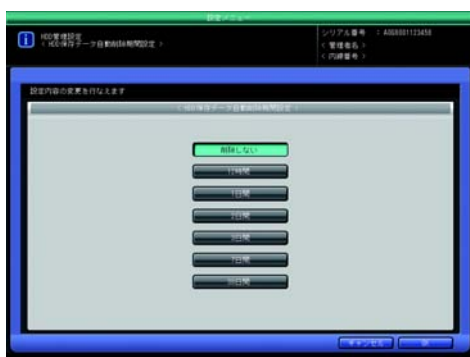 設定メニュー
HDD管理設定
< HDD保存データ自動削除期間設定 >
シリアル番号 : A0G0001123456
< 管理者名 >
< 内線番号 >
設定内容の変更を行なえます
< HDD保存データ自動削除期間設定 >
削除しない
12時間
1日間
2日間
3日間
7日間
30日間
キャンセル
OK